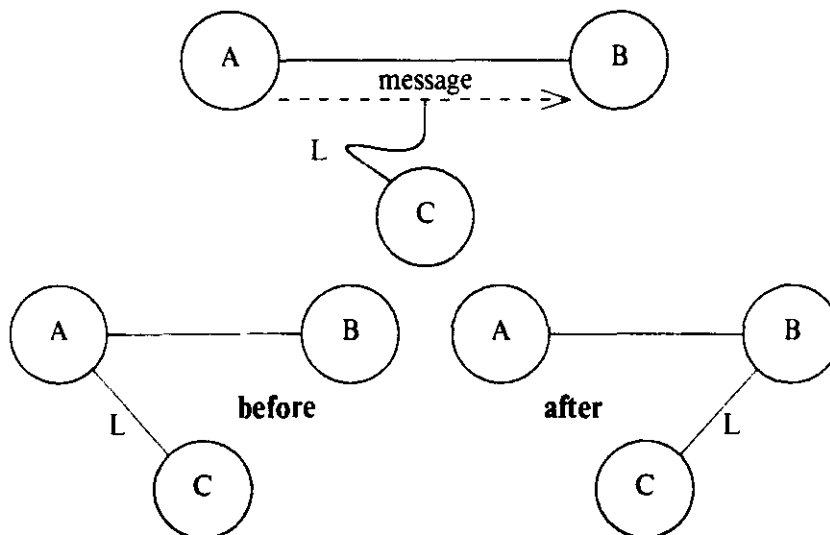 A B
message
L
C
A B A B
before after
L L
C C